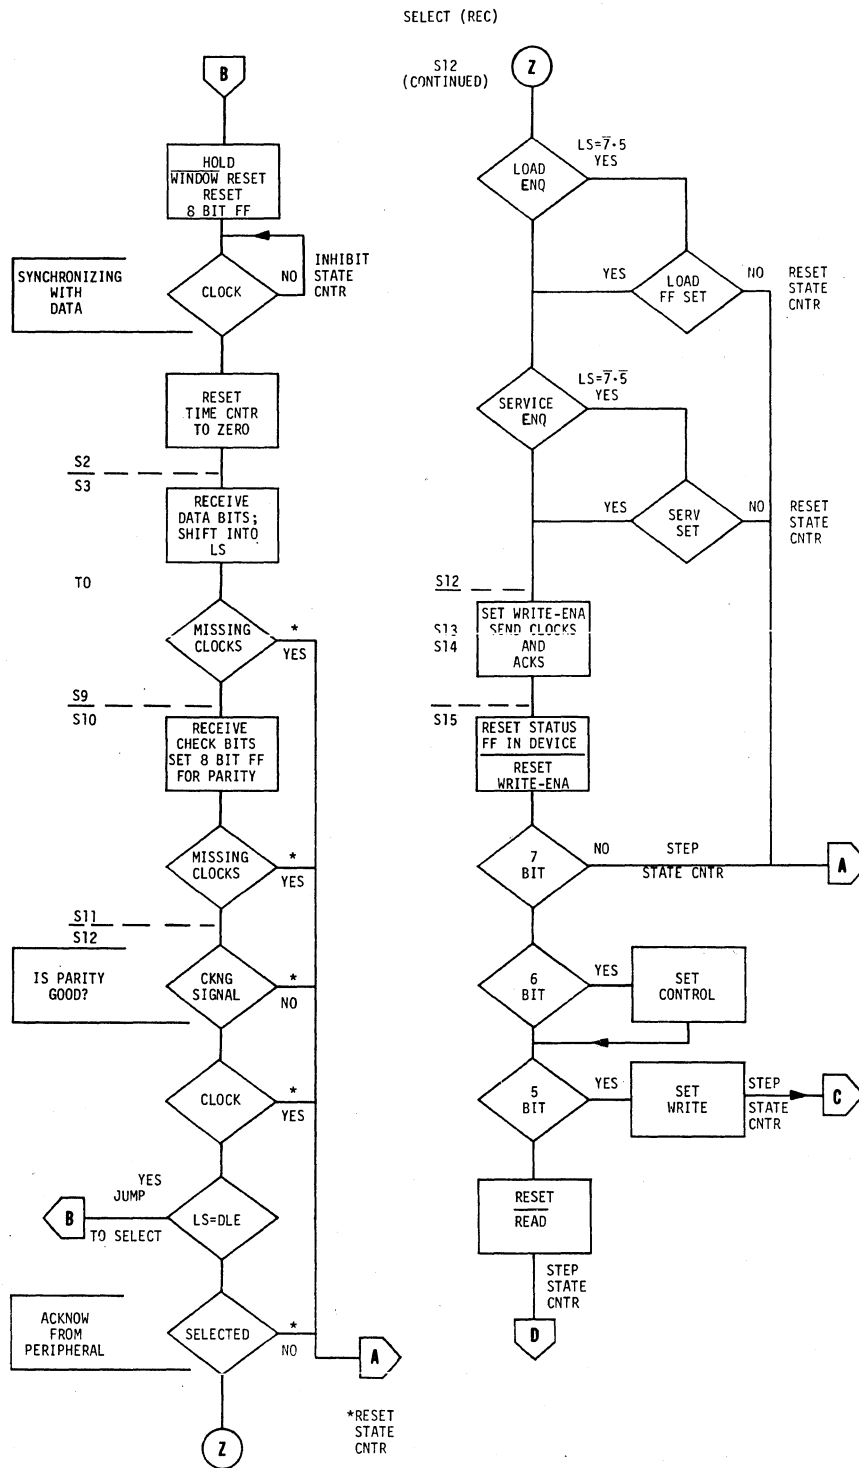 SELECT (REC)
B
HOLD
WINDOW RESET
RESET
8 BIT FF
INHIBIT
STATE
CNTR
NO
CLOCK
SYNCHRONIZING
WITH
DATA
RESET
TIME CNTR
TO ZERO
S2
S3
RECEIVE
DATA BITS;
SHIFT INTO
LS
TO
MISSING
CLOCKS
*
YES
S9
S10
RECEIVE
CHECK BITS
SET 8 BIT FF
FOR PARITY
MISSING
CLOCKS
*
YES
S11
S12
IS PARITY
GOOD?
CKNG
SIGNAL
*
NO
CLOCK
*
YES
YES
JUMP
B
TO SELECT
LS=DLE
ACKNOW
FROM
PERIPHERAL
SELECTED
*
NO
A
*RESET
STATE
CNTR
Z
S12
(CONTINUED)
Z
LOAD
ENQ
LS=7̅·5
YES
YES
LOAD
FF SET
NO
RESET
STATE
CNTR
SERVICE
ENQ
LS=7̅·5̅
YES
YES
SERV
SET
NO
RESET
STATE
CNTR
S12
S13
S14
SET WRITE-ENA
SEND CLOCKS
AND
ACKS
S15
RESET STATUS
FF IN DEVICE
RESET
WRITE-ENA
7
BIT
NO
STEP
STATE CNTR
A
6
BIT
YES
SET
CONTROL
5
BIT
YES
SET
WRITE
STEP
STATE
CNTR
C
RESET
READ
STEP
STATE
CNTR
D